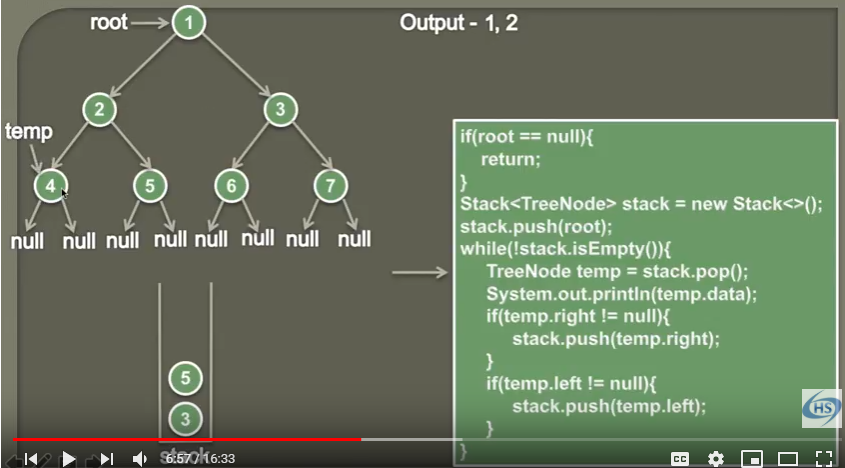 root
1
Output - 1, 2
2
3
temp
4
5
6
7
null null null null null null null null
if(root == null){
return;
}
Stack<TreeNode> stack = new Stack<>();
stack.push(root);
while(!stack.isEmpty()){
TreeNode temp = stack.pop();
System.out.println(temp.data);
if(temp.right != null){
stack.push(temp.right);
}
if(temp.left != null){
stack.push(temp.left);
}
}
5
3
stack
HS
6:57 / 16:33
CC